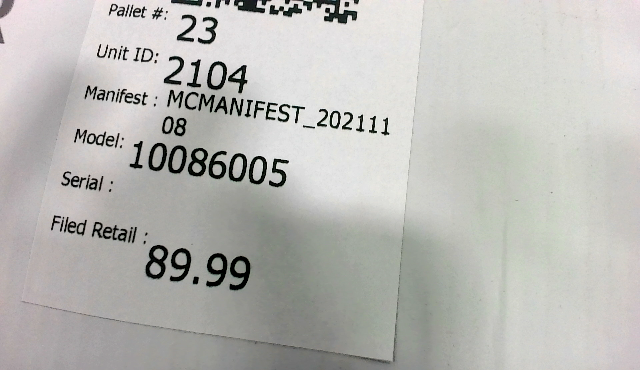 Pallet #: 23
Unit ID: 2104
Manifest : MCMANIFEST_202111
08
Model: 10086005
Serial :
Filed Retail : 89.99